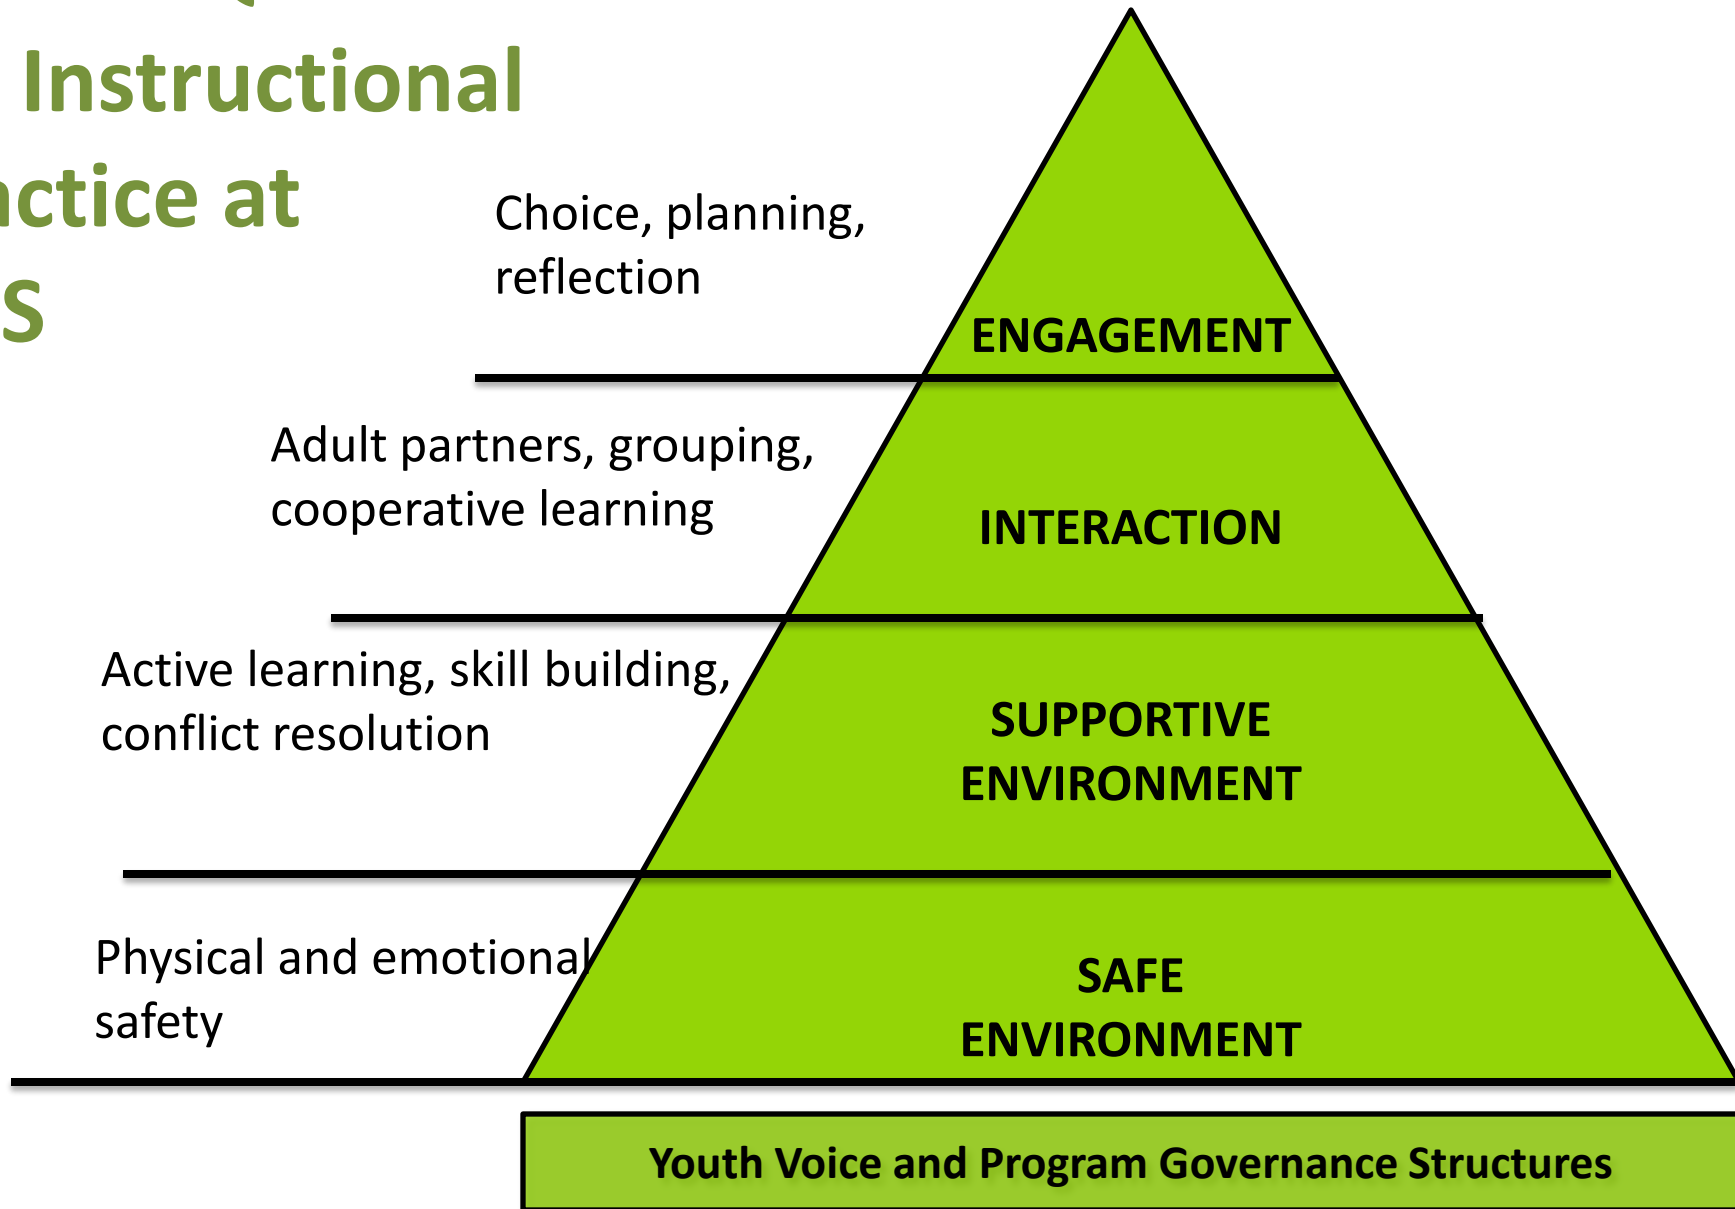 Instructional
at
Choice, planning,
reflection
ENGAGEMENT
Adult partners, grouping,
cooperative learning
INTERACTION
Active learning, skill building,
conflict resolution
SUPPORTIVE
ENVIRONMENT
Physical and emotional
safety
SAFE
ENVIRONMENT
Youth Voice and Program Governance Structures